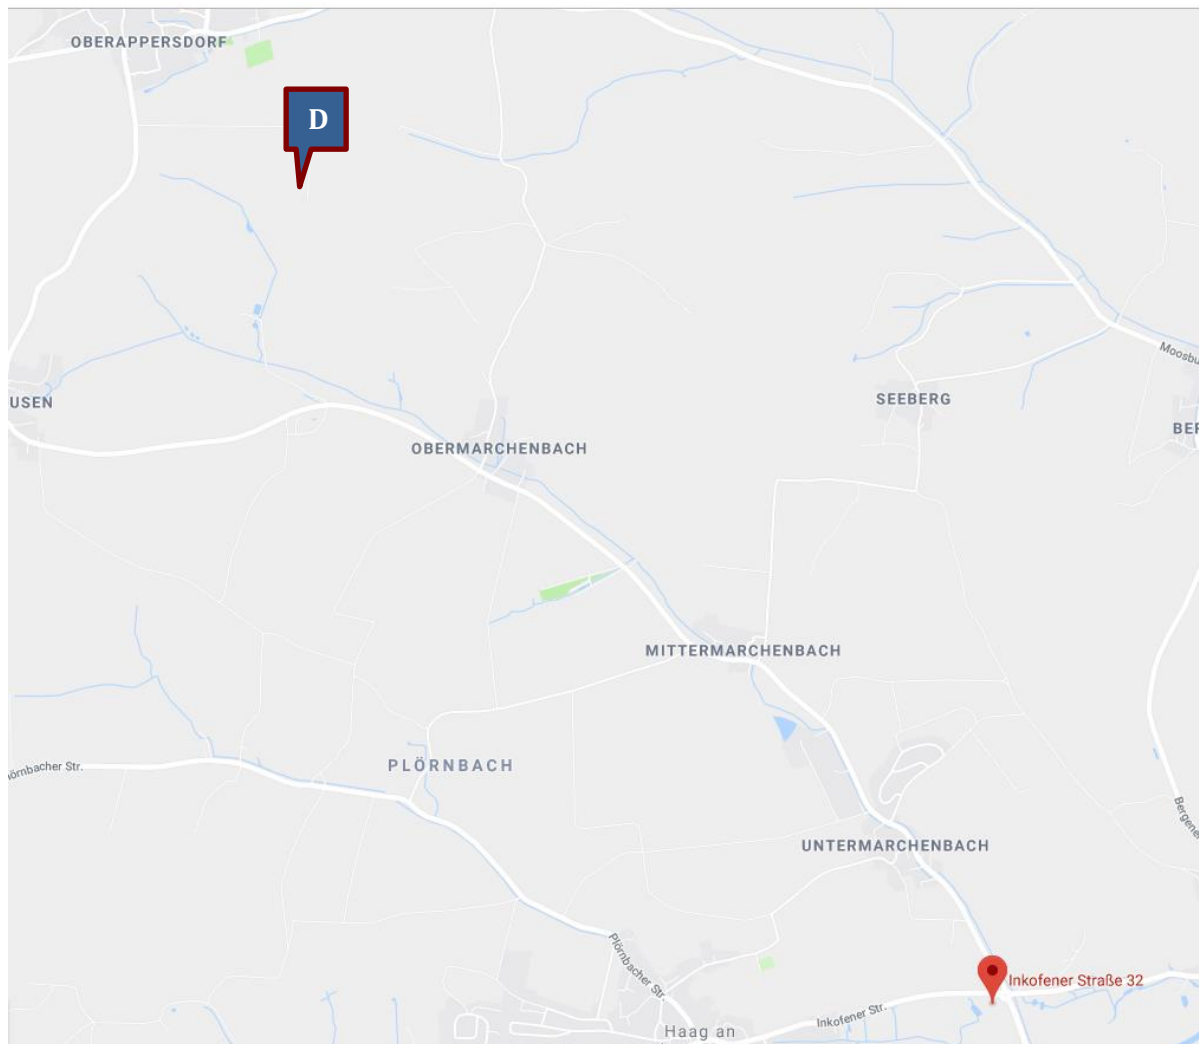 OBERAPPERSDORF
D
Moosbu
USEN
SEEBERG
BER
OBERMARCHENBACH
MITTERMARCHENBACH
PLÖRNBACH
örnbacher Str.
Bergene
UNTERMARCHENBACH
Plörnbacher Str.
Inkofener Straße 32
Inkofener Str.
Haag an